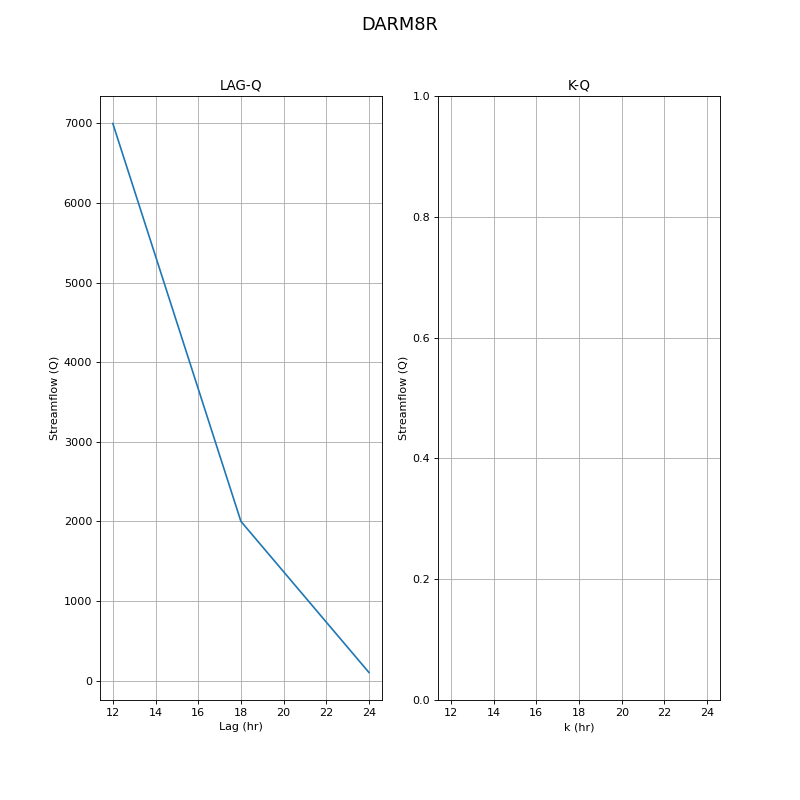 DARM8R
LAG-Q
K-Q
7000
6000
5000
4000
3000
2000
1000
0
Streamflow (Q)
12 14 16 18 20 22 24
Lag (hr)
1.0
0.8
0.6
0.4
0.2
0.0
Streamflow (Q)
12 14 16 18 20 22 24
k (hr)